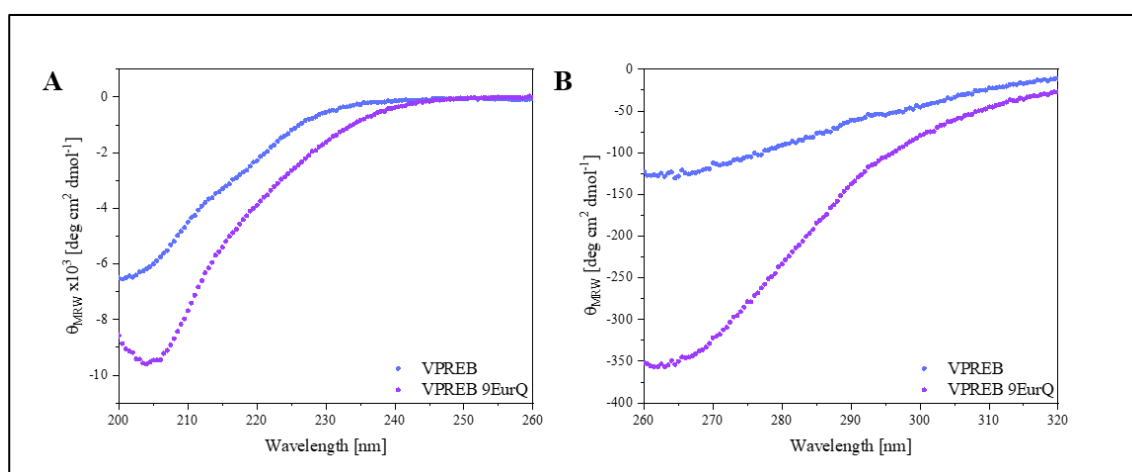 A
θMRW x10³ [deg cm² dmol⁻¹]
0
-2
-4
-6
-8
-10
VPREB
VPREB 9EurQ
200 210 220 230 240 250 260
Wavelength [nm]
B
θMRW [deg cm² dmol⁻¹]
0
-50
-100
-150
-200
-250
-300
-350
-400
VPREB
VPREB 9EurQ
260 270 280 290 300 310 320
Wavelength [nm]